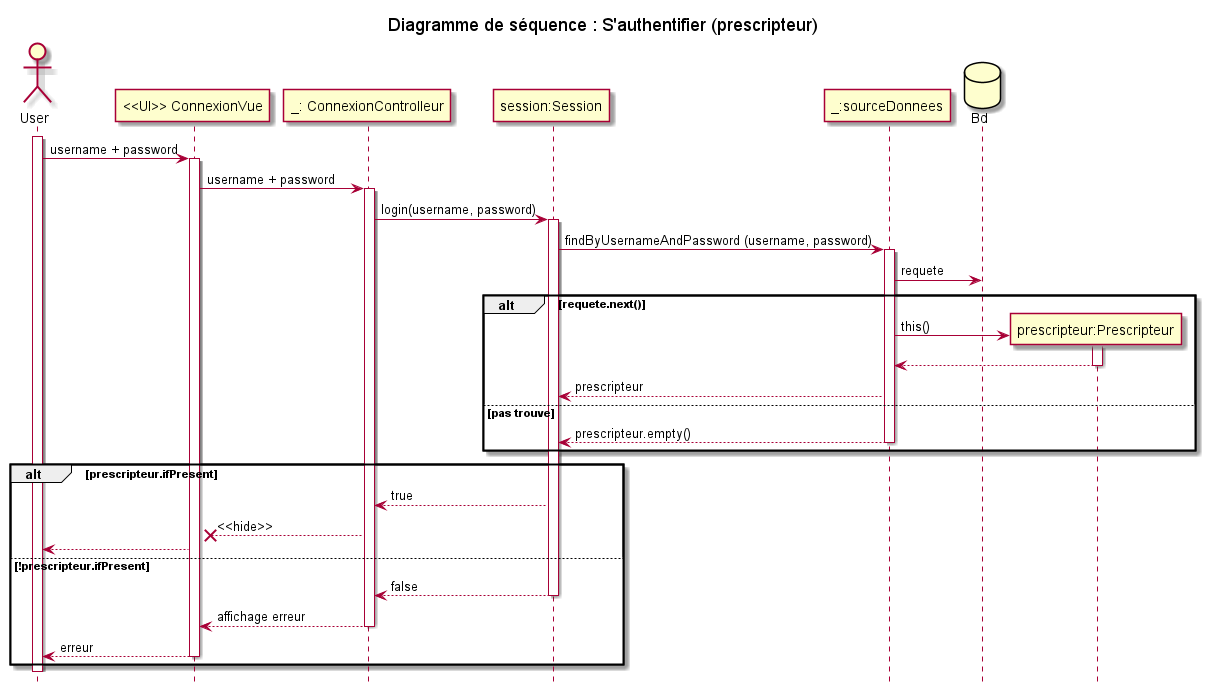 Diagramme de séquence : S'authentifier (prescripteur)
User
<<UI>> ConnexionVue
_: ConnexionControlleur
session:Session
_:sourceDonnees
Bd
username + password
username + password
login(username, password)
findByUsernameAndPassword (username, password)
requete
alt [requete.next()]
this()
prescripteur:Prescripteur
prescripteur
[pas trouve]
prescripteur.empty()
alt [prescripteur.ifPresent]
true
<<hide>>
[!prescripteur.ifPresent]
false
affichage erreur
erreur